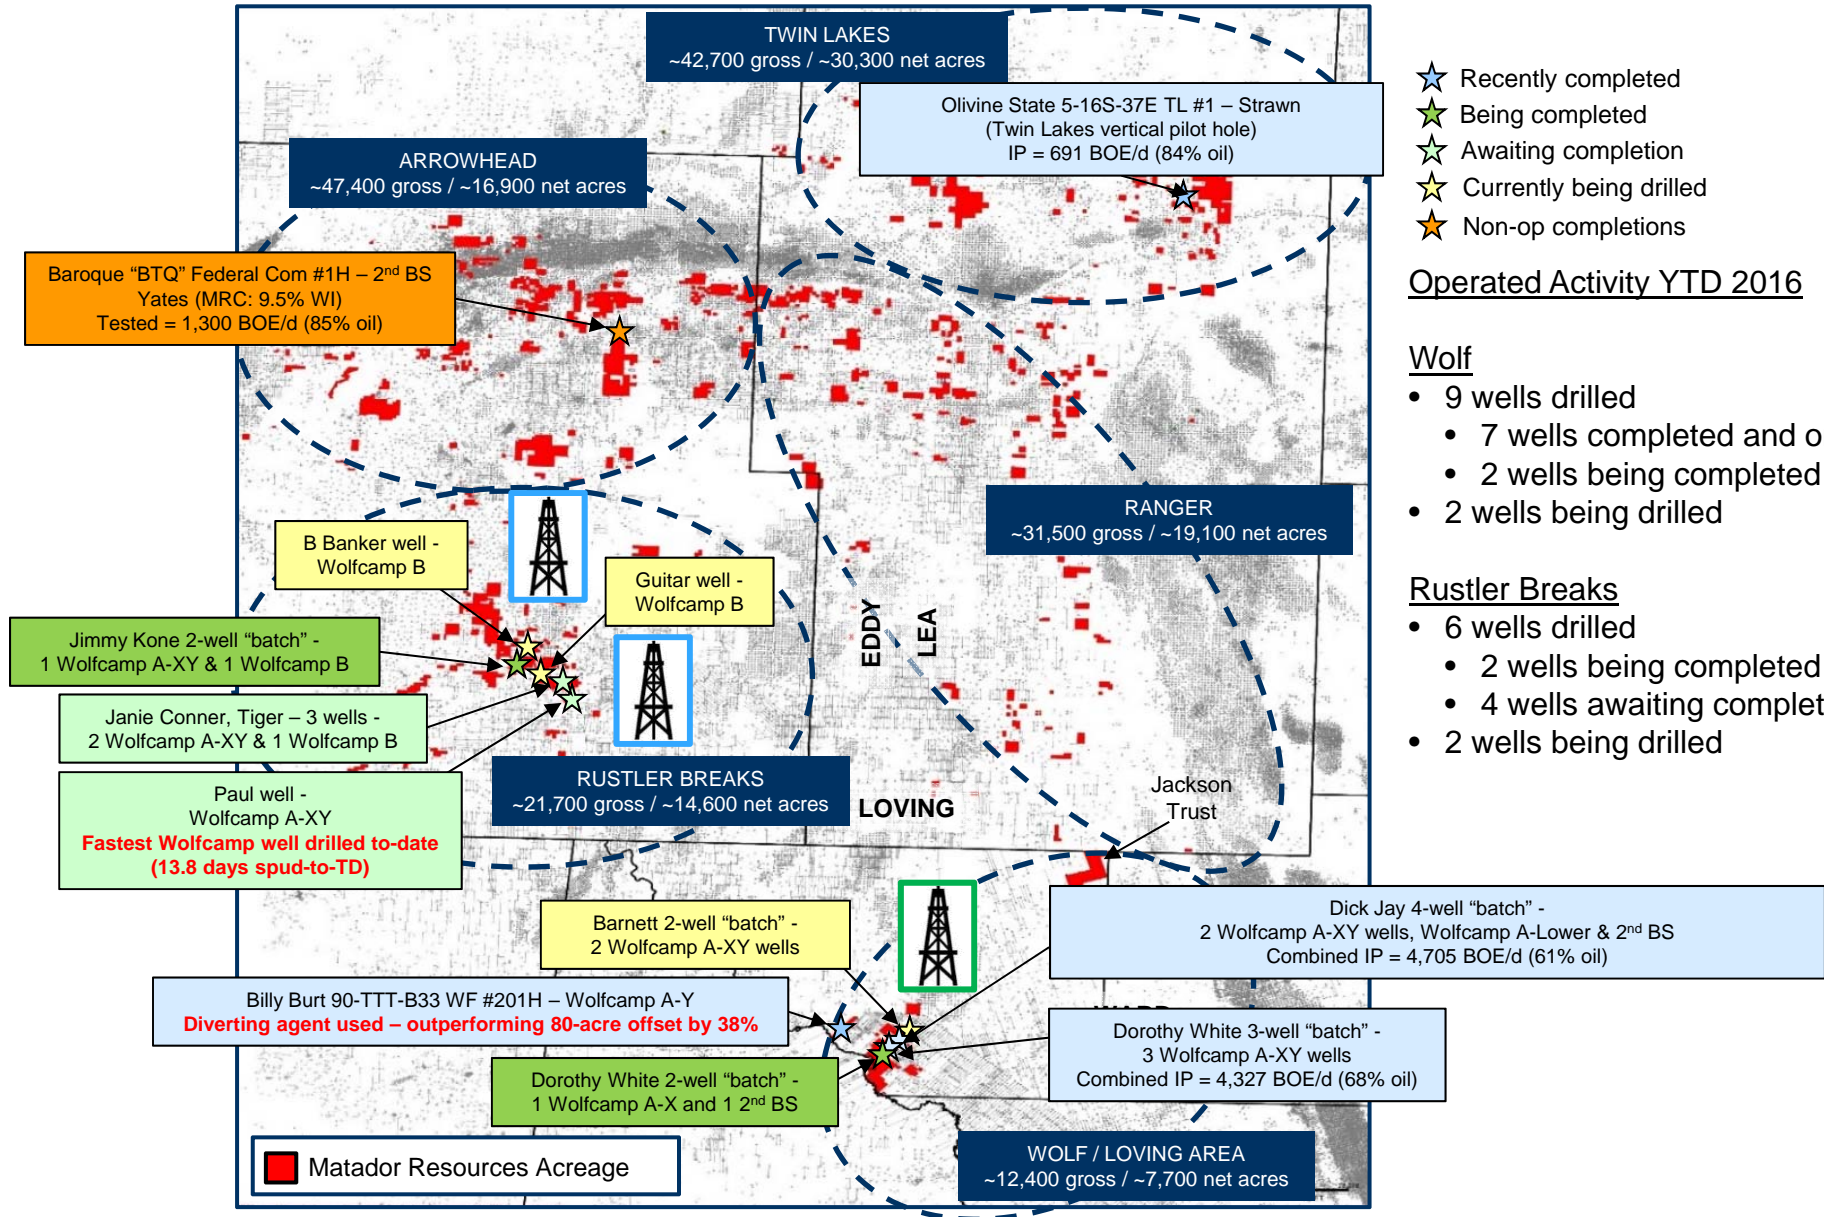 TWIN LAKES
~42,700 gross / ~30,300 net acres
Olivine State 5-16S-37E TL #1 – Strawn
(Twin Lakes vertical pilot hole)
IP = 691 BOE/d (84% oil)
ARROWHEAD
~47,400 gross / ~16,900 net acres
Baroque “BTQ” Federal Com #1H – 2nd BS
Yates (MRC: 9.5% WI)
Tested = 1,300 BOE/d (85% oil)
RANGER
~31,500 gross / ~19,100 net acres
B Banker well -
Wolfcamp B
Guitar well -
Wolfcamp B
EDDY
LEA
Jimmy Kone 2-well “batch” -
1 Wolfcamp A-XY & 1 Wolfcamp B
Janie Conner, Tiger – 3 wells -
2 Wolfcamp A-XY & 1 Wolfcamp B
Paul well -
Wolfcamp A-XY
Fastest Wolfcamp well drilled to-date
(13.8 days spud-to-TD)
RUSTLER BREAKS
~21,700 gross / ~14,600 net acres
LOVING
Jackson
Trust
Barnett 2-well “batch” -
2 Wolfcamp A-XY wells
Dick Jay 4-well “batch” -
2 Wolfcamp A-XY wells, Wolfcamp A-Lower & 2nd BS
Combined IP = 4,705 BOE/d (61% oil)
Billy Burt 90-TTT-B33 WF #201H – Wolfcamp A-Y
Diverting agent used – outperforming 80-acre offset by 38%
Dorothy White 3-well “batch” -
3 Wolfcamp A-XY wells
Combined IP = 4,327 BOE/d (68% oil)
Dorothy White 2-well “batch” -
1 Wolfcamp A-X and 1 2nd BS
WOLF / LOVING AREA
~12,400 gross / ~7,700 net acres
Matador Resources Acreage
Recently completed
Being completed
Awaiting completion
Currently being drilled
Non-op completions
Operated Activity YTD 2016
Wolf
• 9 wells drilled
• 7 wells completed and o
• 2 wells being completed
• 2 wells being drilled
Rustler Breaks
• 6 wells drilled
• 2 wells being completed
• 4 wells awaiting complet
• 2 wells being drilled